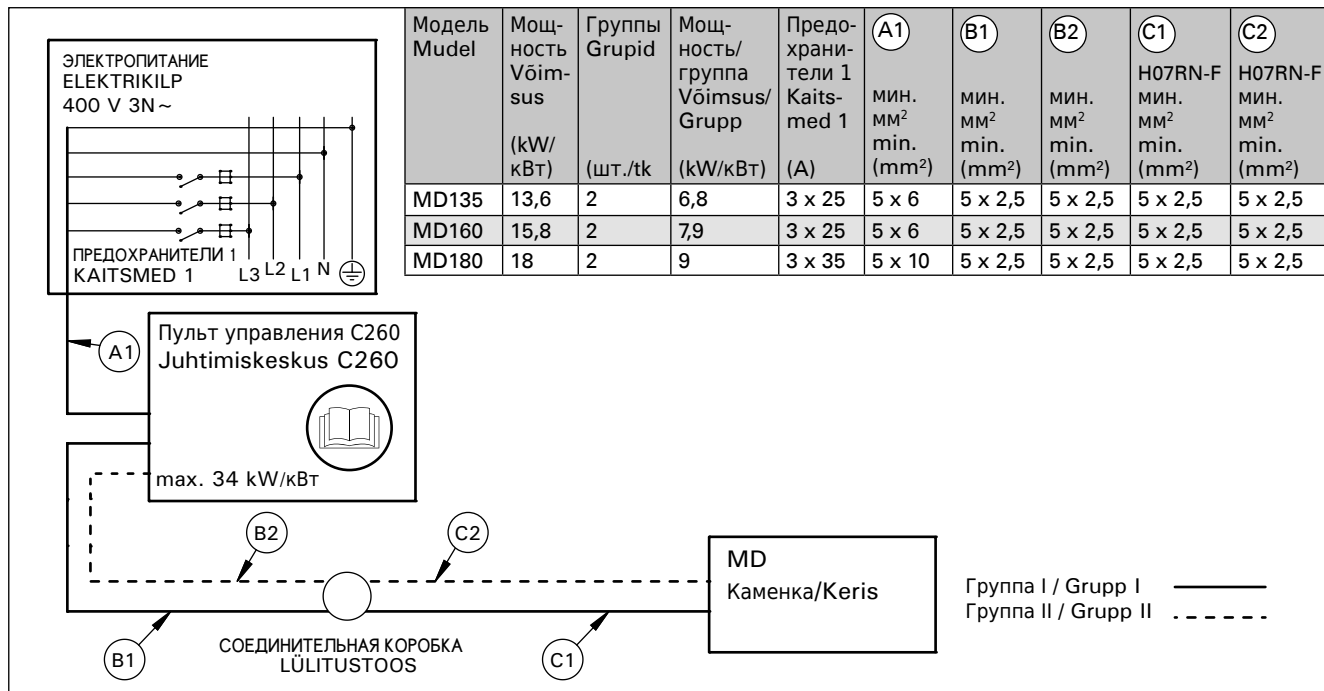 ЭЛЕКТРОПИТАНИЕ
ELEKTRIKILP
400 V 3N~
ПРЕДОХРАНИТЕЛИ 1
KAITSMED 1
L3 L2 L1 N
Модель Mudel
Мощ-ность Võim-sus (kW/кВт)
Группы Grupid (шт./tk
Мощ-ность/группа Võimsus/Grupp (kW/кВт)
Предо-храни-тели 1 Kaits-med 1 (A)
A1 мин. мм² min. (mm²)
B1 мин. мм² min. (mm²)
B2 мин. мм² min. (mm²)
C1 H07RN-F мин. мм² min. (mm²)
C2 H07RN-F мин. мм² min. (mm²)
MD135 13,6 2 6,8 3 x 25 5 x 6 5 x 2,5 5 x 2,5 5 x 2,5 5 x 2,5
MD160 15,8 2 7,9 3 x 25 5 x 6 5 x 2,5 5 x 2,5 5 x 2,5 5 x 2,5
MD180 18 2 9 3 x 35 5 x 10 5 x 2,5 5 x 2,5 5 x 2,5 5 x 2,5
A1
Пульт управления C260
Juhtimiskeskus C260
max. 34 kW/кВт
B2
C2
MD
Каменка/Keris
Группа I / Grupp I
Группа II / Grupp II
B1
СОЕДИНИТЕЛЬНАЯ КОРОБКА
LÜLITUSTOOS
C1